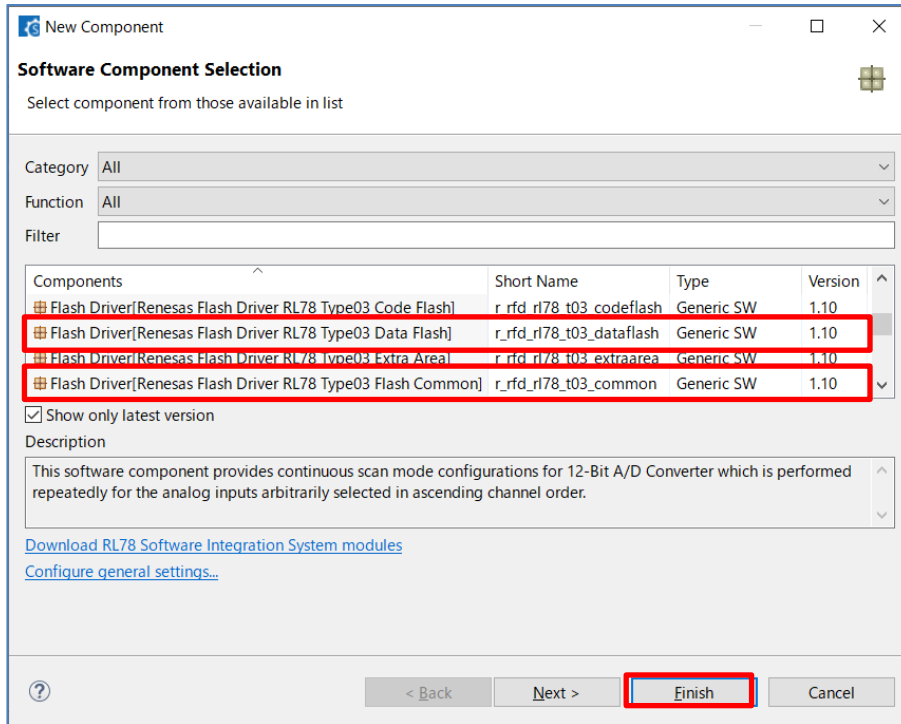 New Component
Software Component Selection
Select component from those available in list
Category All
Function All
Filter
Components Short Name Type Version
Flash Driver[Renesas Flash Driver RL78 Type03 Code Flash] r_rfd_rl78_t03_codeflash Generic SW 1.10
Flash Driver[Renesas Flash Driver RL78 Type03 Data Flash] r_rfd_rl78_t03_dataflash Generic SW 1.10
Flash Driver[Renesas Flash Driver RL78 Type03 Extra Area] r_rfd_rl78_t03_extraarea Generic SW 1.10
Flash Driver[Renesas Flash Driver RL78 Type03 Flash Common] r_rfd_rl78_t03_common Generic SW 1.10
Show only latest version
Description
This software component provides continuous scan mode configurations for 12-Bit A/D Converter which is performed
repeatedly for the analog inputs arbitrarily selected in ascending channel order.
Download RL78 Software Integration System modules
Configure general settings...
? < Back Next > Finish Cancel